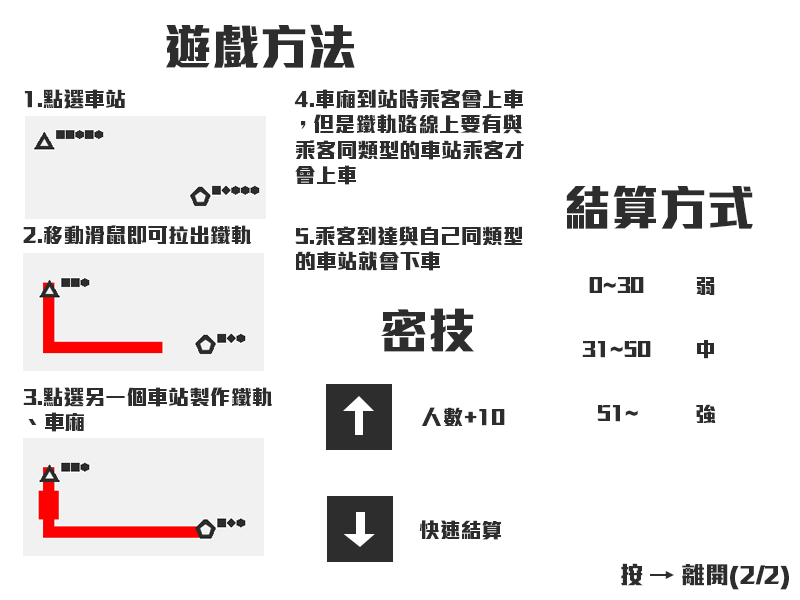 遊戲方法
1.點選車站
2.移動滑鼠即可拉出鐵軌
3.點選另一個車站製作鐵軌
、車廂
4.車廂到站時乘客會上車
,但是鐵軌路線上要有與
乘客同類型的車站乘客才
會上車
5.乘客到達與自己同類型
的車站就會下車
密技
↑ 人數+10
↓ 快速結算
結算方式
0~30 弱
31~50 中
51~ 強
按 → 離開(2/2)